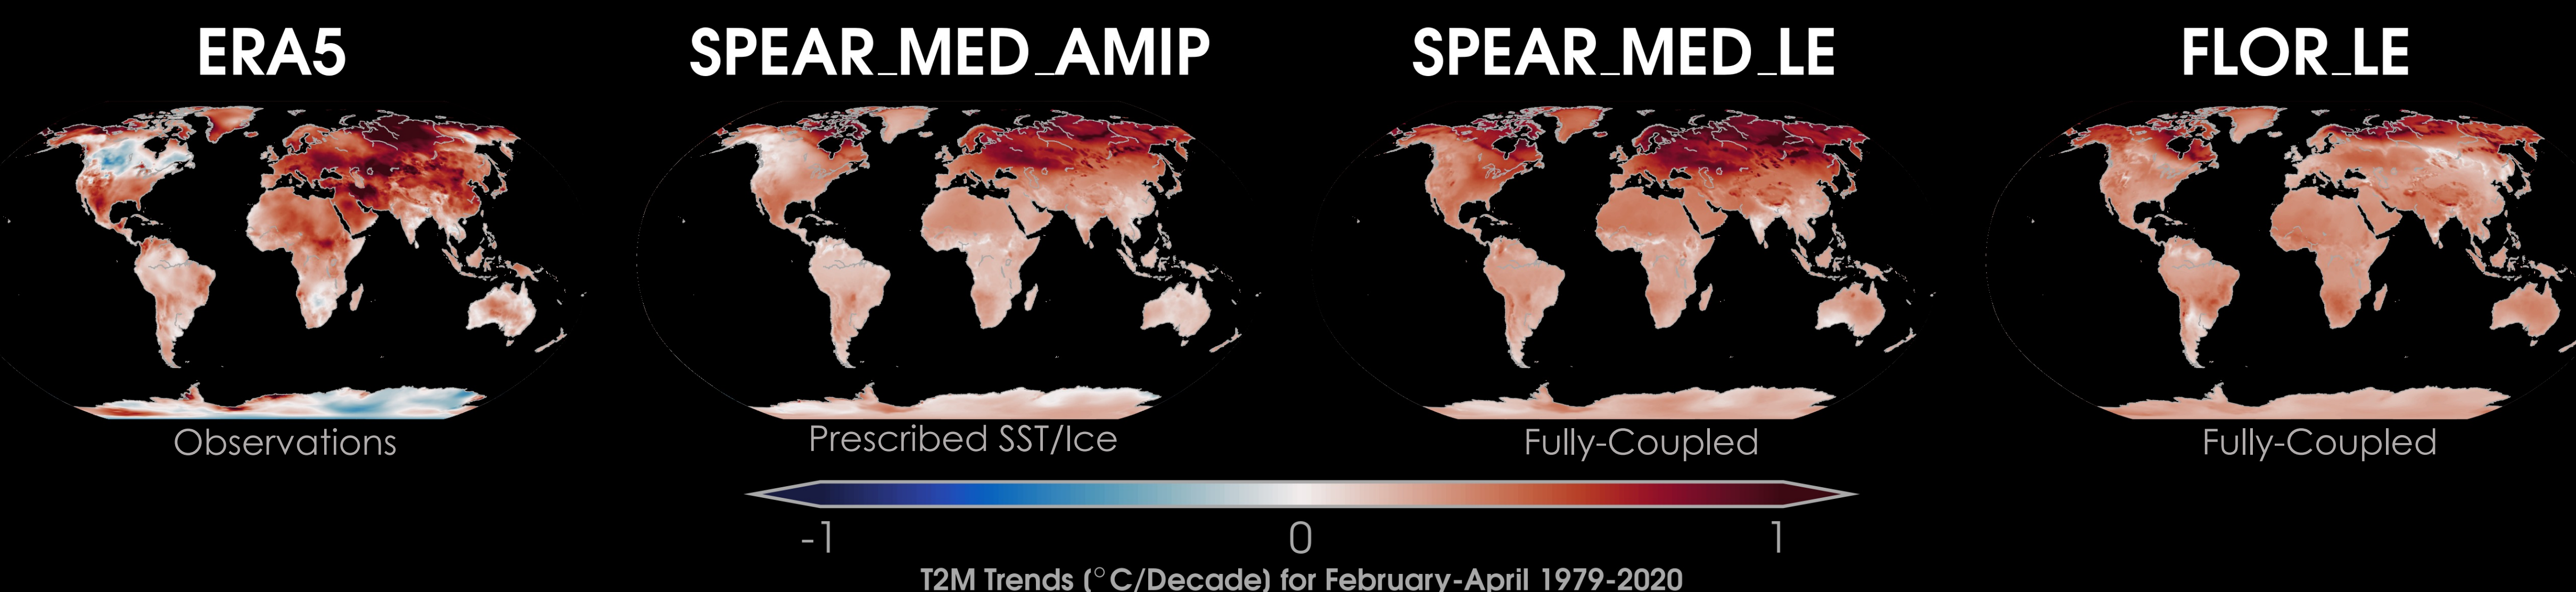 ERA5
SPEAR_MED_AMIP
SPEAR_MED_LE
FLOR_LE
Observations
Prescribed SST/Ice
Fully-Coupled
Fully-Coupled
-1
0
1
T2M Trends (°C/Decade) for February-April 1979-2020